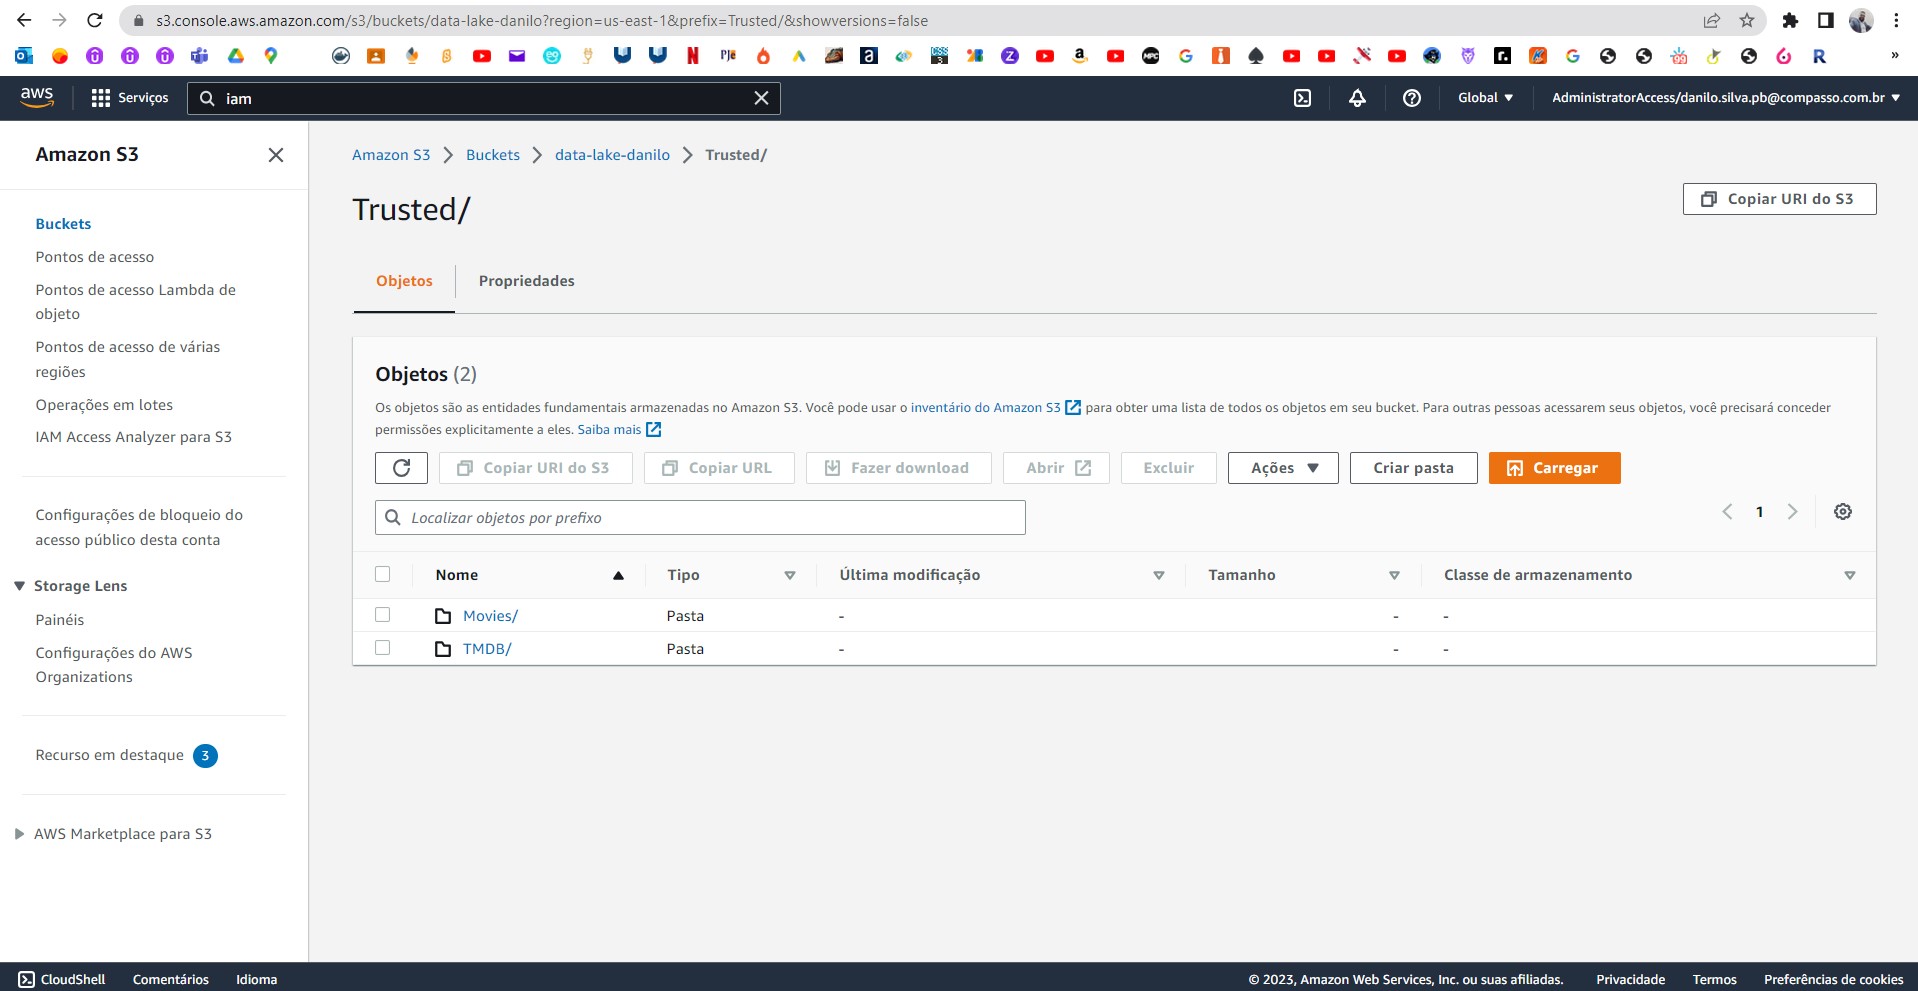 s3.console.aws.amazon.com/s3/buckets/data-lake-danilo?region=us-east-1&prefix=Trusted/&showversions=false
aws
Serviços
iam
Global
AdministratorAccess/danilo.silva.pb@compasso.com.br
Amazon S3
Buckets
Pontos de acesso
Pontos de acesso Lambda de
objeto
Pontos de acesso de várias
regiões
Operações em lotes
IAM Access Analyzer para S3
Configurações de bloqueio do
acesso público desta conta
Storage Lens
Painéis
Configurações do AWS
Organizations
Recurso em destaque 3
AWS Marketplace para S3
Amazon S3 Buckets data-lake-danilo Trusted/
Trusted/
Copiar URI do S3
Objetos Propriedades
Objetos (2)
Os objetos são as entidades fundamentais armazenadas no Amazon S3. Você pode usar o inventário do Amazon S3 para obter uma lista de todos os objetos em seu bucket. Para outras pessoas acessarem seus objetos, você precisará conceder
permissões explicitamente a eles. Saiba mais
Copiar URI do S3 Copiar URL Fazer download Abrir Excluir Ações Criar pasta Carregar
Localizar objetos por prefixo
1
Nome Tipo Última modificação Tamanho Classe de armazenamento
Movies/ Pasta - - -
TMDB/ Pasta - - -
CloudShell Comentários Idioma
© 2023, Amazon Web Services, Inc. ou suas afiliadas. Privacidade Termos Preferências de cookies